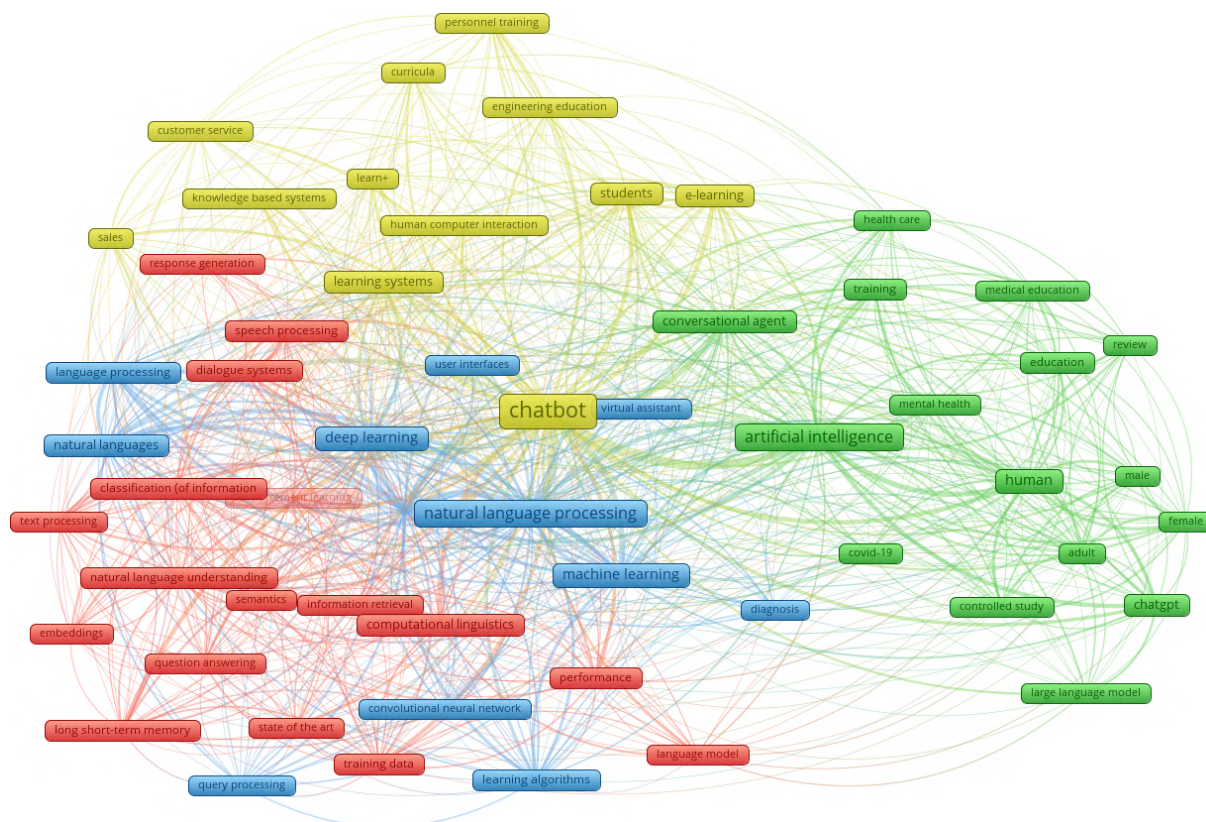 personnel training
curricula
engineering education
customer service
learn+
students
e-learning
knowledge based systems
health care
human computer interaction
sales
response generation
learning systems
training
medical education
conversational agent
speech processing
review
user interfaces
education
language processing
dialogue systems
mental health
chatbot
virtual assistant
deep learning
artificial intelligence
natural languages
human
male
classification (of information
learning
natural language processing
text processing
female
covid-19
adult
natural language understanding
machine learning
semantics
information retrieval
diagnosis
controlled study
chatgpt
computational linguistics
embeddings
question answering
performance
large language model
convolutional neural network
long short-term memory
state of the art
language model
training data
query processing
learning algorithms